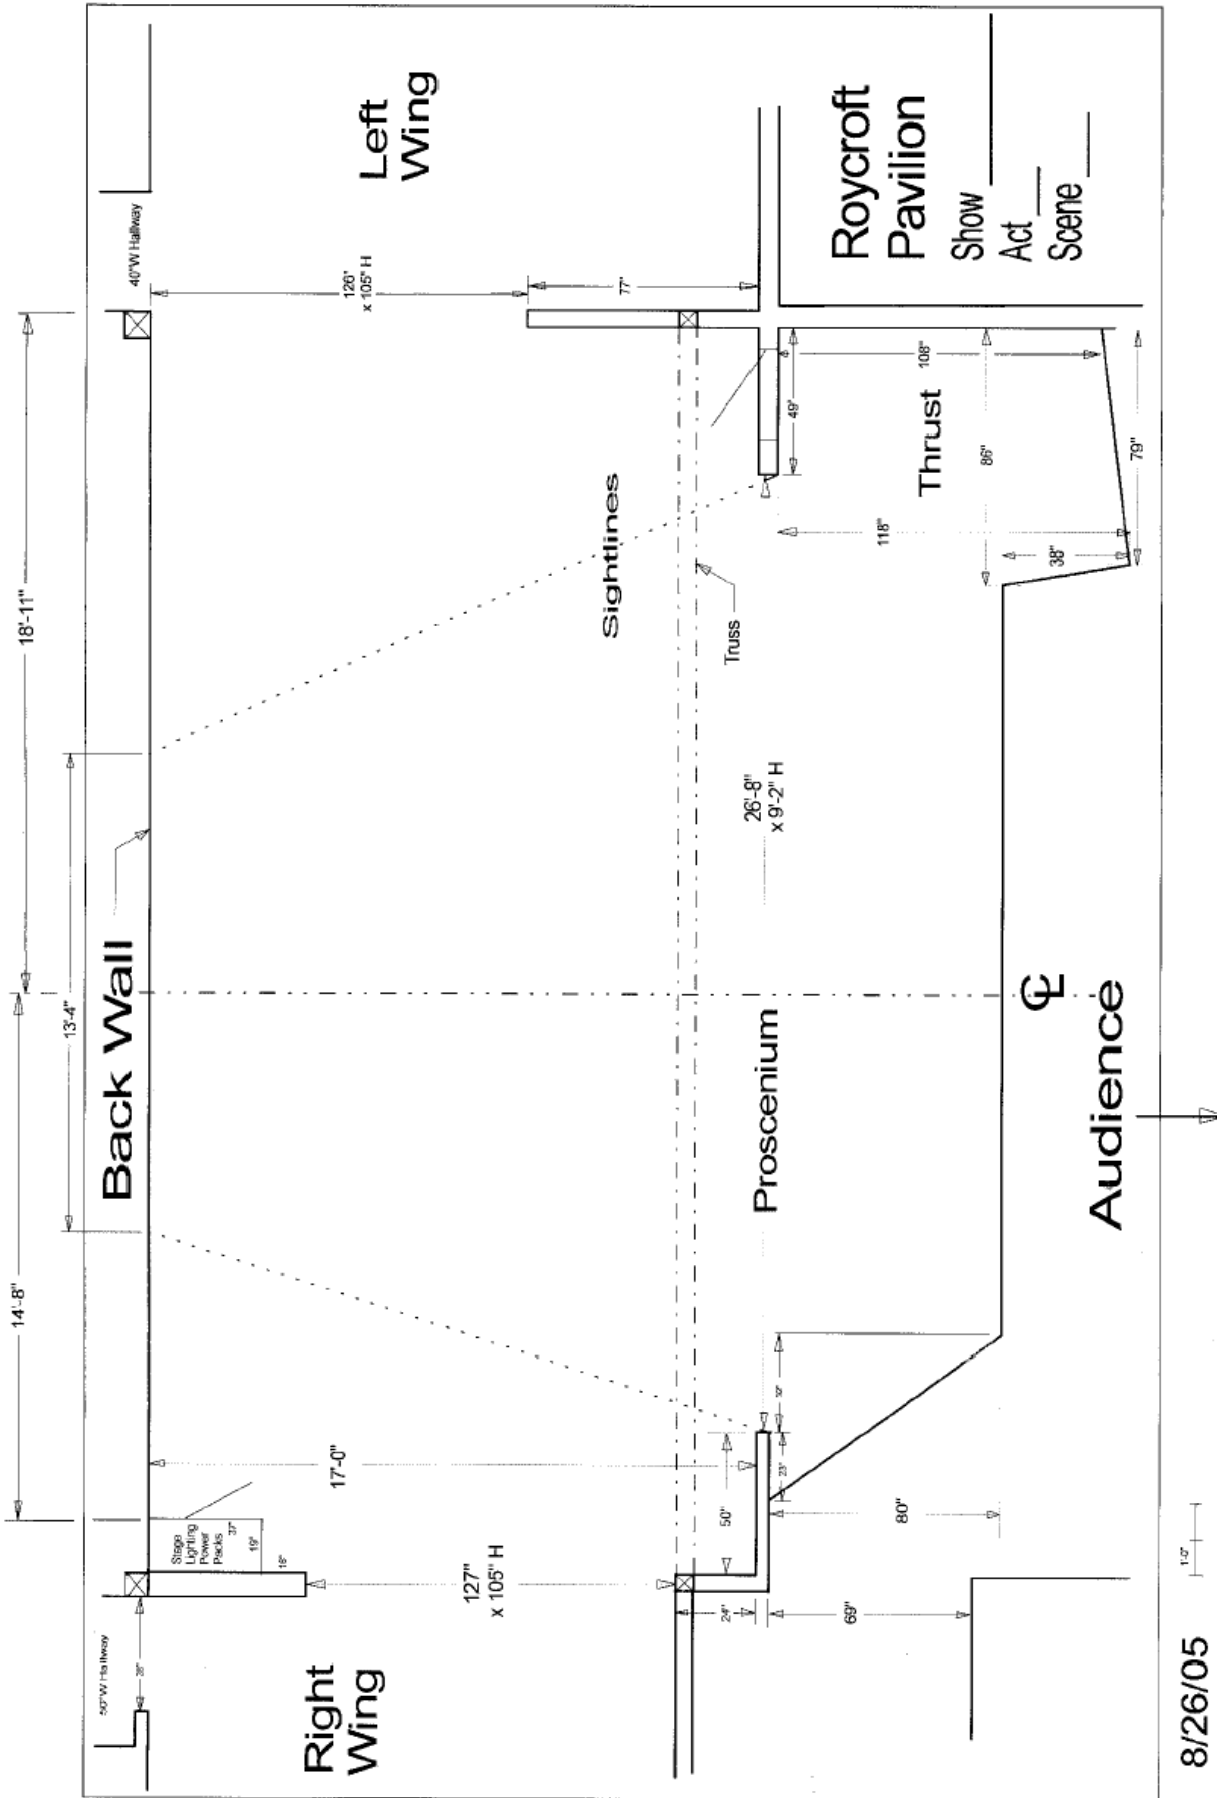 18'-11"
14'-8"
13'-4"
Back Wall
40"W Hallway
50"W Hallway
Left
Wing
126"
x 105" H
77"
Stage
Lighting
Power
Packs
37"
19"
16"
17'-0"
127"
x 105" H
Right
Wing
Sightlines
Truss
26'-8"
x 9'-2" H
Proscenium
50"
24"
23"
49"
Thrust
108"
86"
118"
38"
79"
80"
69"
Roycroft
Pavilion
Show
Act
Scene
CL
Audience
1'-0"
8/26/05